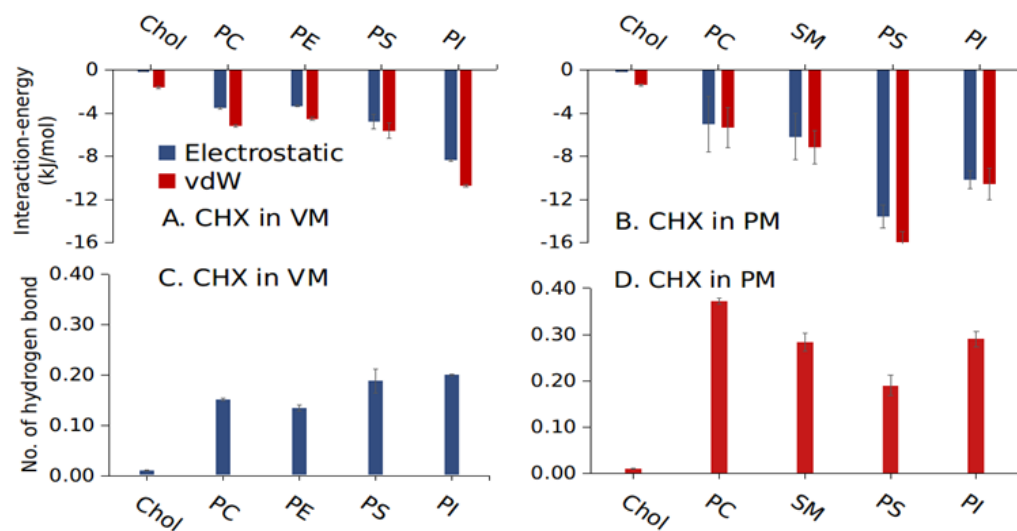 Chol PC PE PS PI
Interaction-energy
(kJ/mol)
0
-4
-8
-12
-16
Electrostatic
vdW
A. CHX in VM
Chol PC SM PS PI
0
-4
-8
-12
-16
B. CHX in PM
No. of hydrogen bond
0.40
0.30
0.20
0.10
0.00
C. CHX in VM
Chol PC PE PS PI
0.40
0.30
0.20
0.10
0.00
D. CHX in PM
Chol PC SM PS PI